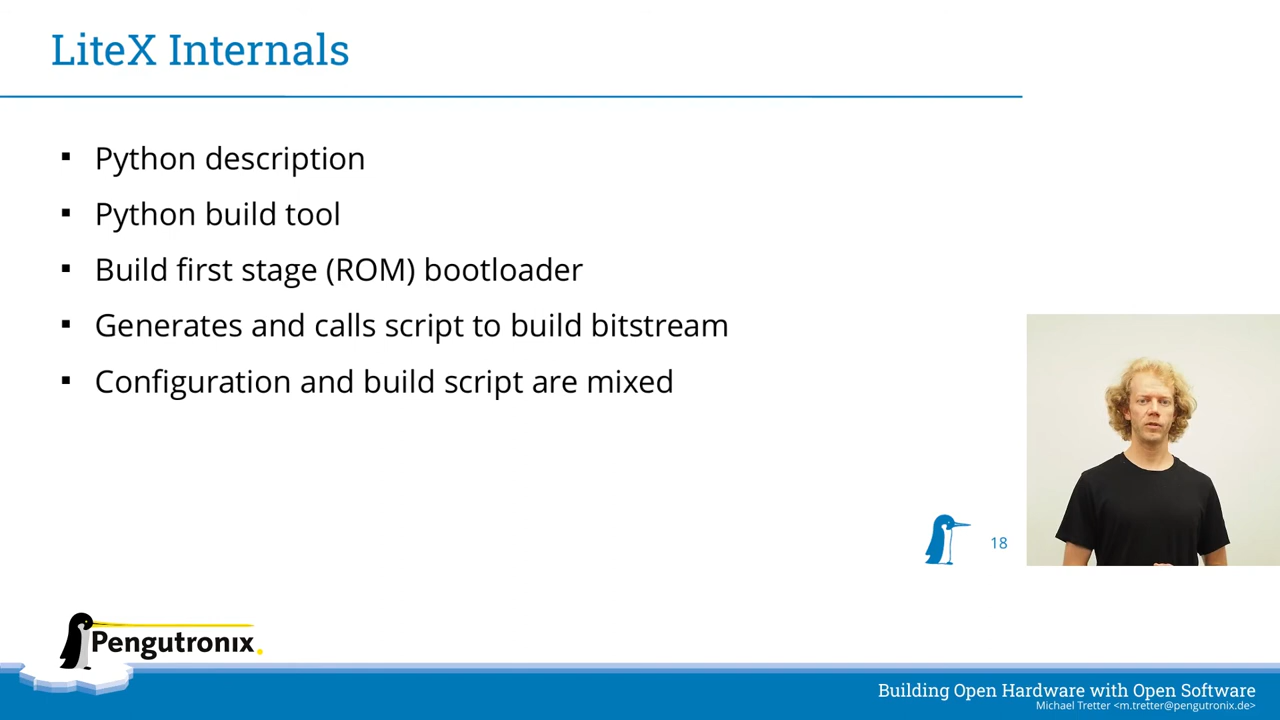 LiteX Internals
Python description
Python build tool
Build first stage (ROM) bootloader
Generates and calls script to build bitstream
Configuration and build script are mixed
18
Pengutronix
Building Open Hardware with Open Software
Michael Tretter <m.tretter@pengutronix.de>